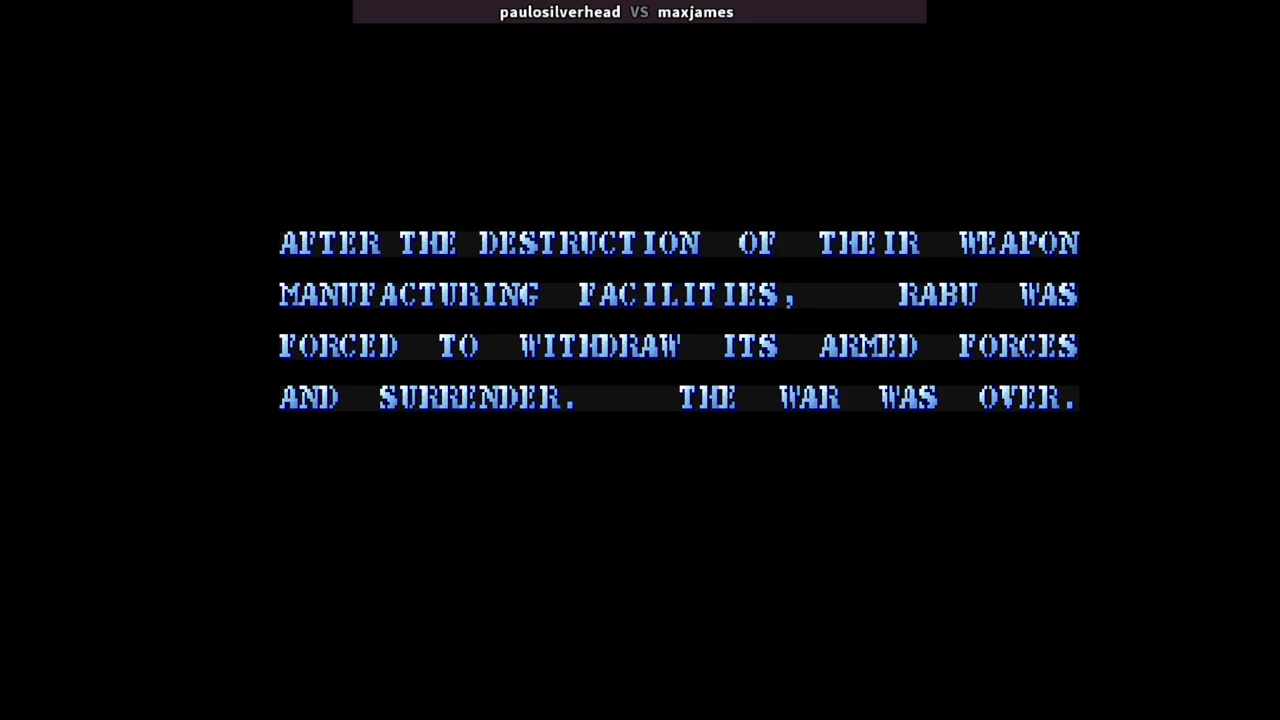 paulosilverhead VS maxjames
AFTER THE DESTRUCTION OF THEIR WEAPON
MANUFACTURING FACILITIES, RABU WAS
FORCED TO WITHDRAW ITS ARMED FORCES
AND SURRENDER. THE WAR WAS OVER.